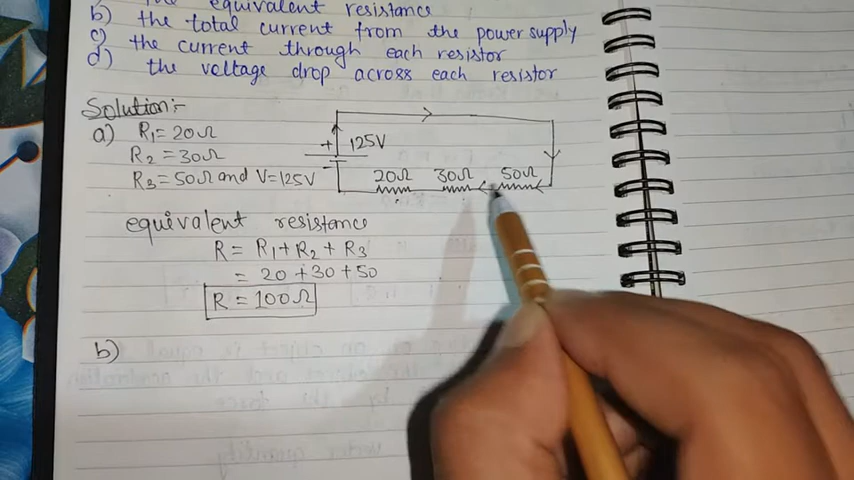 the equivalent resistance
b) the total current from the power supply
c) the current through each resistor
d) the voltage drop across each resistor
Solution:-
a) R₁ = 20Ω
R₂ = 30Ω
R₃ = 50Ω and V = 125V
+ 125V
-
20Ω 30Ω 50Ω
equivalent resistance
R = R₁ + R₂ + R₃
= 20 + 30 + 50
R = 100Ω
b)